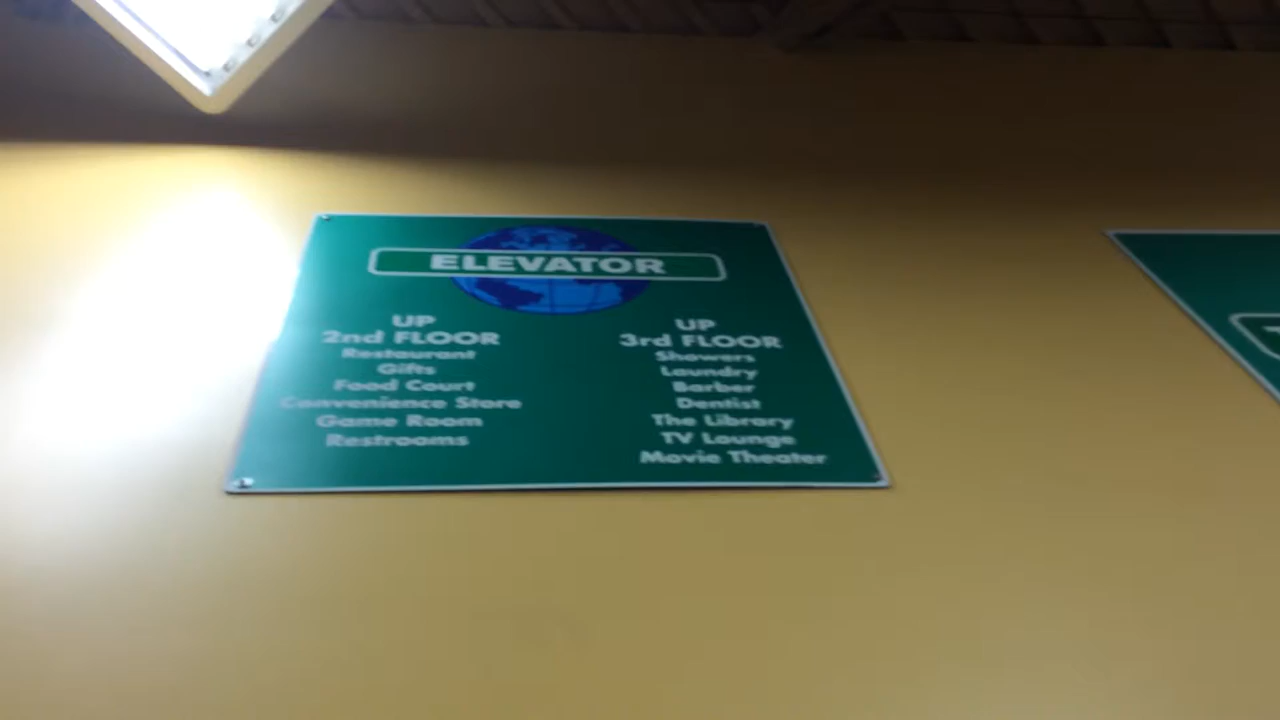 ELEVATOR
UP
2nd FLOOR
Restaurant
Gifts
Food Court
Convenience Store
Game Room
Restrooms
UP
3rd FLOOR
Showers
Laundry
Barber
Dentist
The Library
TV Lounge
Movie Theater